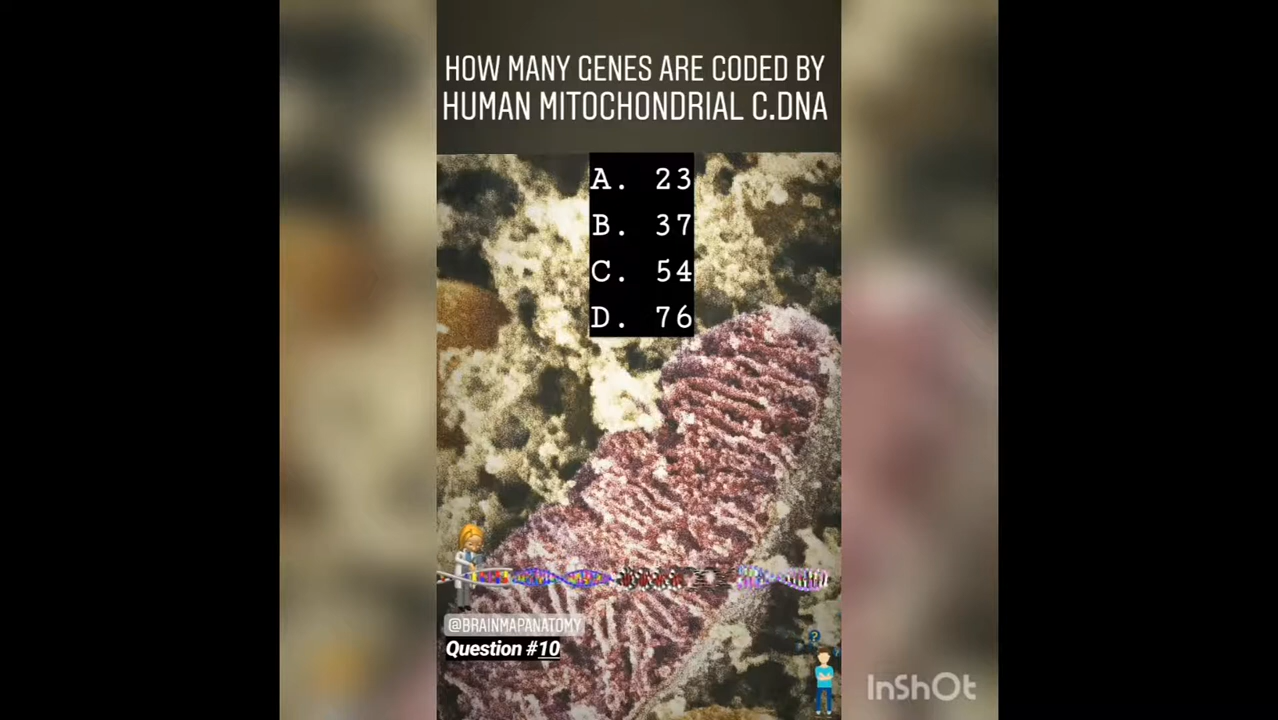 HOW MANY GENES ARE CODED BY
HUMAN MITOCHONDRIAL C.DNA
A. 23
B. 37
C. 54
D. 76
@BRAINMAPANATOMY
Question #10
?
InShOt